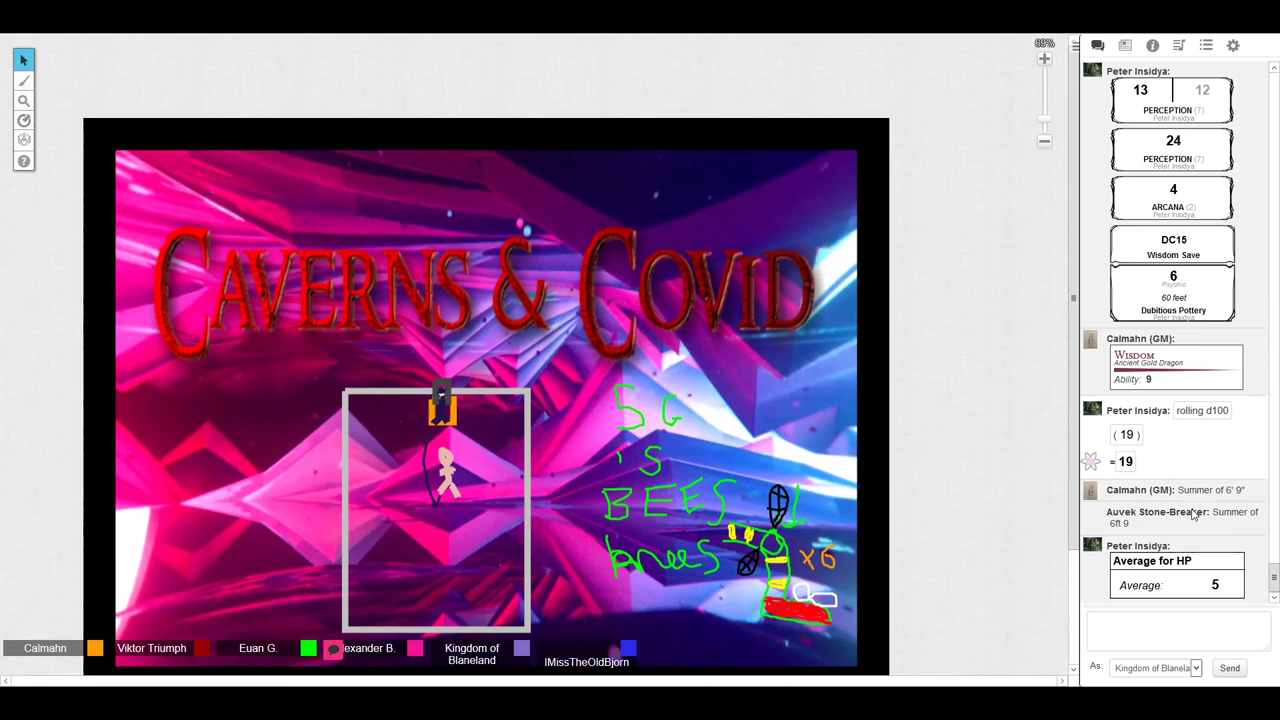 69%
CAVERNS & COVID
5G
is
BEES
knees
x6
Calmahn
Viktor Triumph
Euan G.
exander B.
Kingdom of
Blaneland
IMissTheOldBjorn
Peter Insidya:
13 12
PERCEPTION (7)
Peter Insidya
24
PERCEPTION (7)
Peter Insidya
4
ARCANA (2)
Peter Insidya
DC15
Wisdom Save
6
Psychic
60 feet
Dubitious Pottery
Peter Insidya
Calmahn (GM):
WISDOM
Ancient Gold Dragon
Ability: 9
Peter Insidya: rolling d100
( 19 )
= 19
Calmahn (GM): Summer of 6' 9"
Auvek Stone-Breaker: Summer of
6ft 9
Peter Insidya:
Average for HP
Average: 5
As: Kingdom of Blanela Send